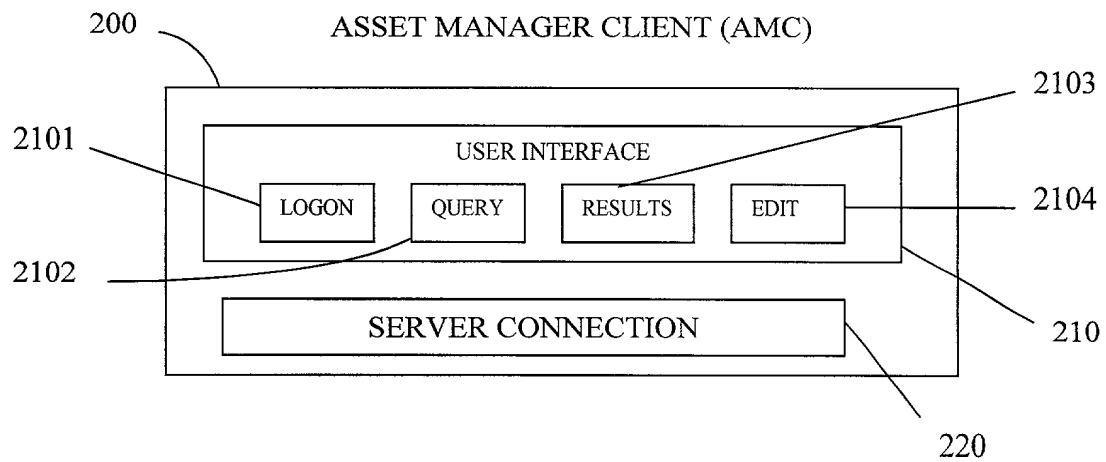 200
ASSET MANAGER CLIENT (AMC)
2103
2101
USER INTERFACE
LOGON
QUERY
RESULTS
EDIT
2104
2102
SERVER CONNECTION
210
220